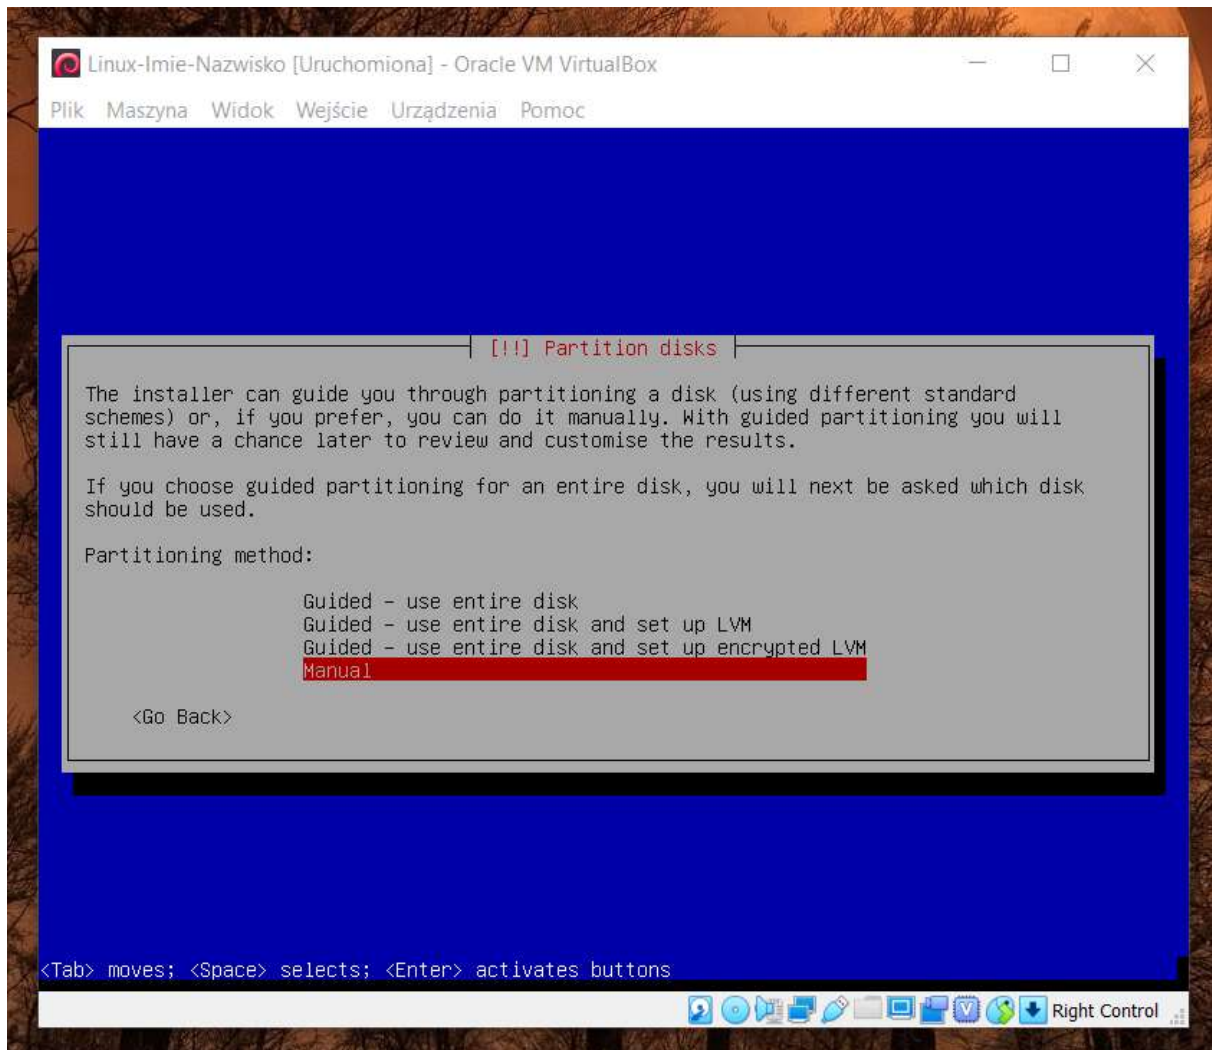 Linux-Imie-Nazwisko [Uruchomiona] - Oracle VM VirtualBox
Plik Maszyna Widok Wejście Urządzenia Pomoc
[!!] Partition disks
The installer can guide you through partitioning a disk (using different standard
schemes) or, if you prefer, you can do it manually. With guided partitioning you will
still have a chance later to review and customise the results.
If you choose guided partitioning for an entire disk, you will next be asked which disk
should be used.
Partitioning method:
Guided - use entire disk
Guided - use entire disk and set up LVM
Guided - use entire disk and set up encrypted LVM
Manual
<Go Back>
<Tab> moves; <Space> selects; <Enter> activates buttons
Right Control